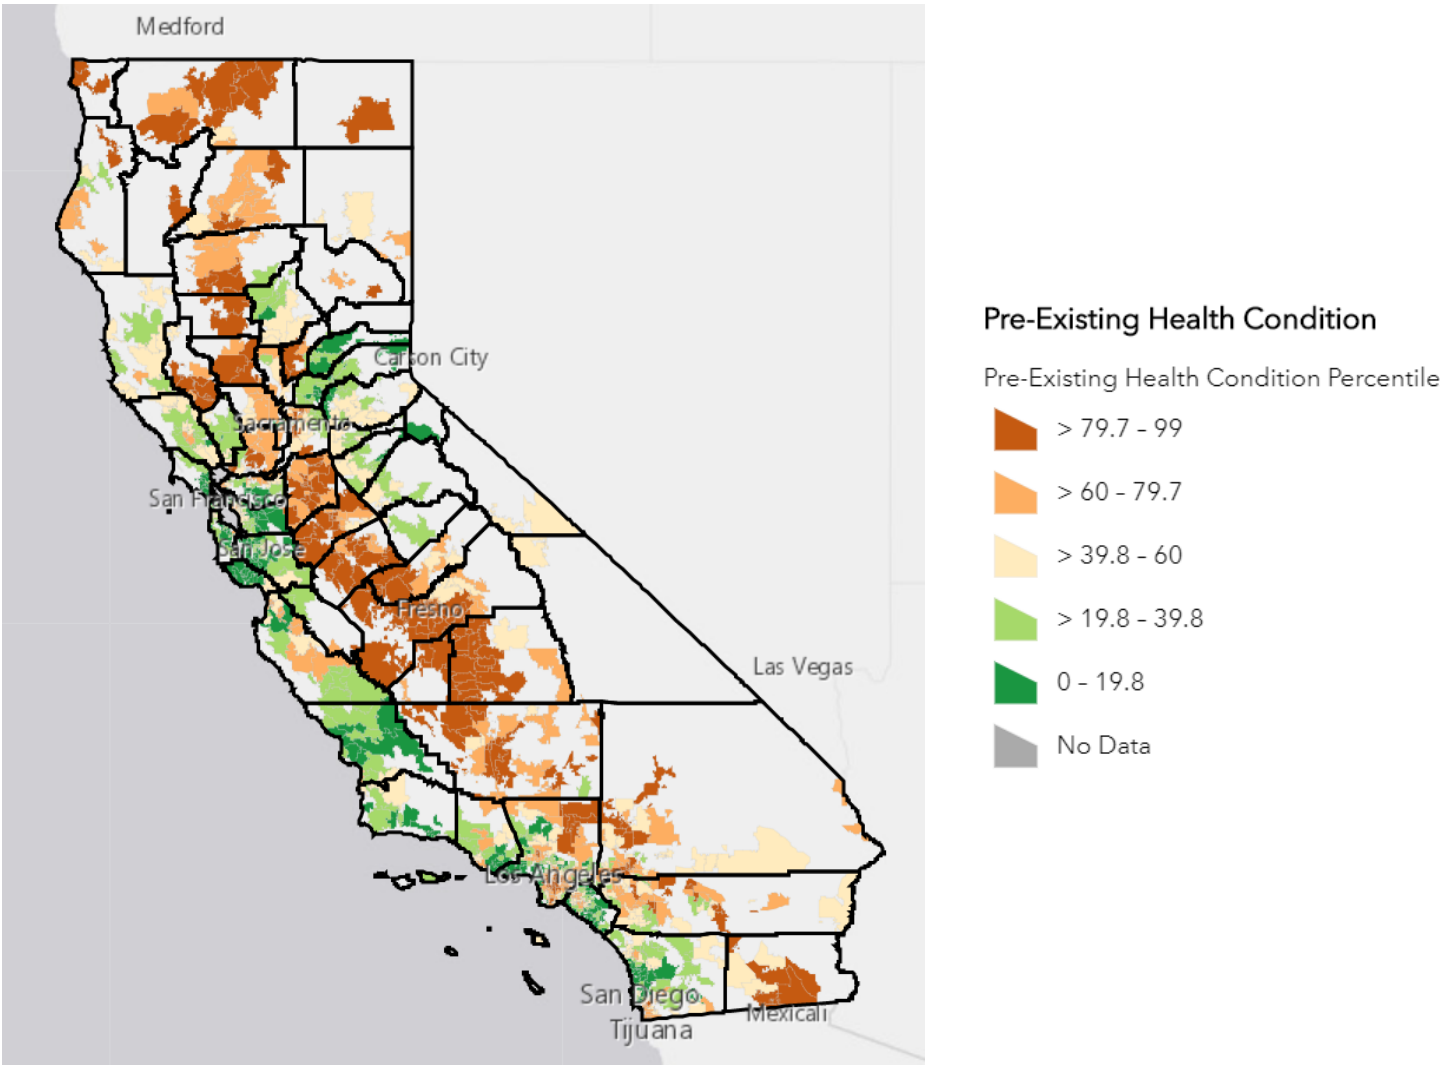 Medford
Carson City
Sacramento
San Francisco
San Jose
Fresno
Las Vegas
Los Angeles
San Diego
Mexicali
Tijuana
Pre-Existing Health Condition
Pre-Existing Health Condition Percentile
> 79.7 - 99
> 60 - 79.7
> 39.8 - 60
> 19.8 - 39.8
0 - 19.8
No Data